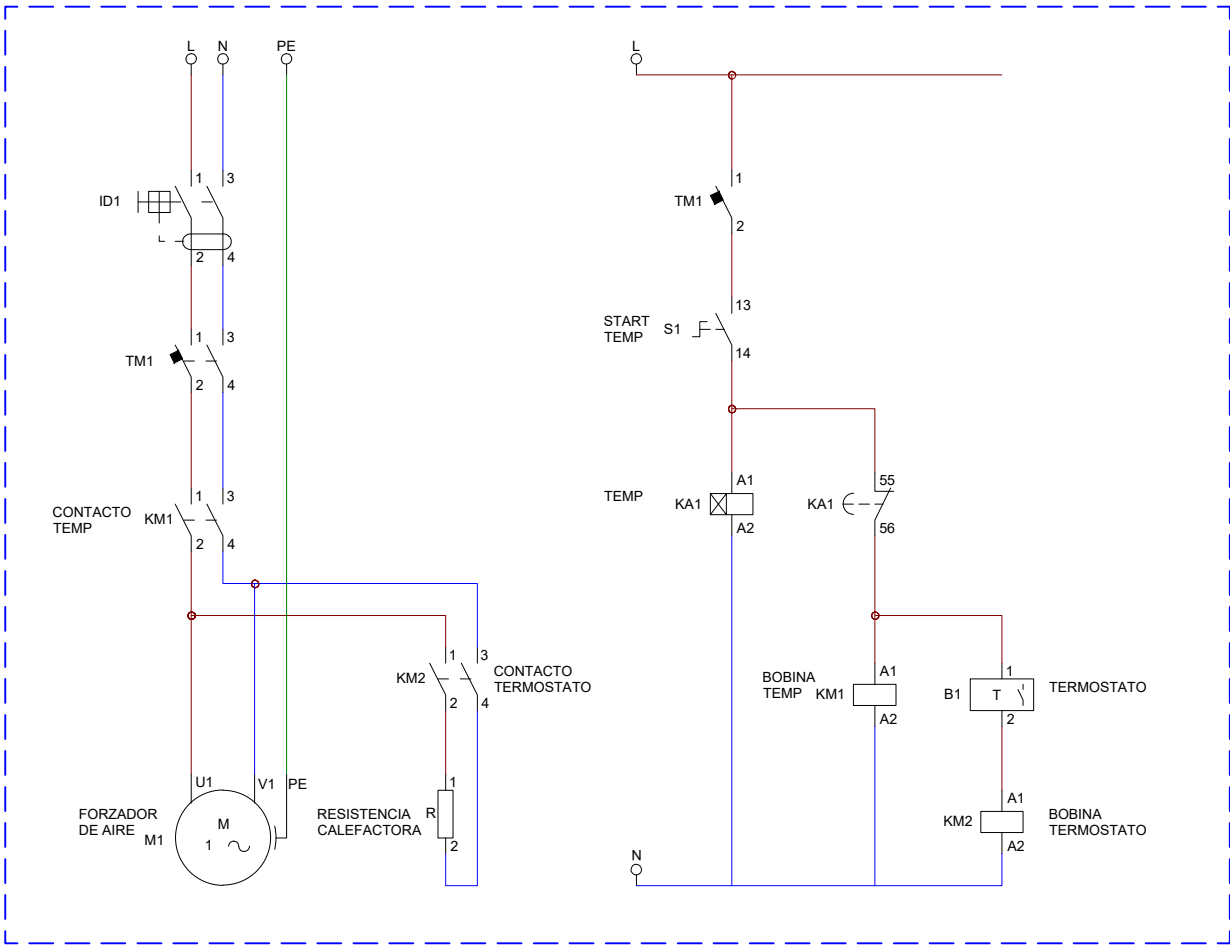 L N PE
ID1
1 3
2 4
TM1
1 3
2 4
CONTACTO
TEMP
KM1
1 3
2 4
KM2
1 3
2 4
CONTACTO
TERMOSTATO
FORZADOR
DE AIRE
M1
U1 V1 PE
M
1
RESISTENCIA
CALEFACTORA
R
1
2
L
TM1
1
2
START
TEMP
S1
13
14
TEMP
KA1
A1
A2
KA1
55
56
BOBINA
TEMP
KM1
A1
A2
B1
1
T
2
TERMOSTATO
KM2
A1
A2
BOBINA
TERMOSTATO
N